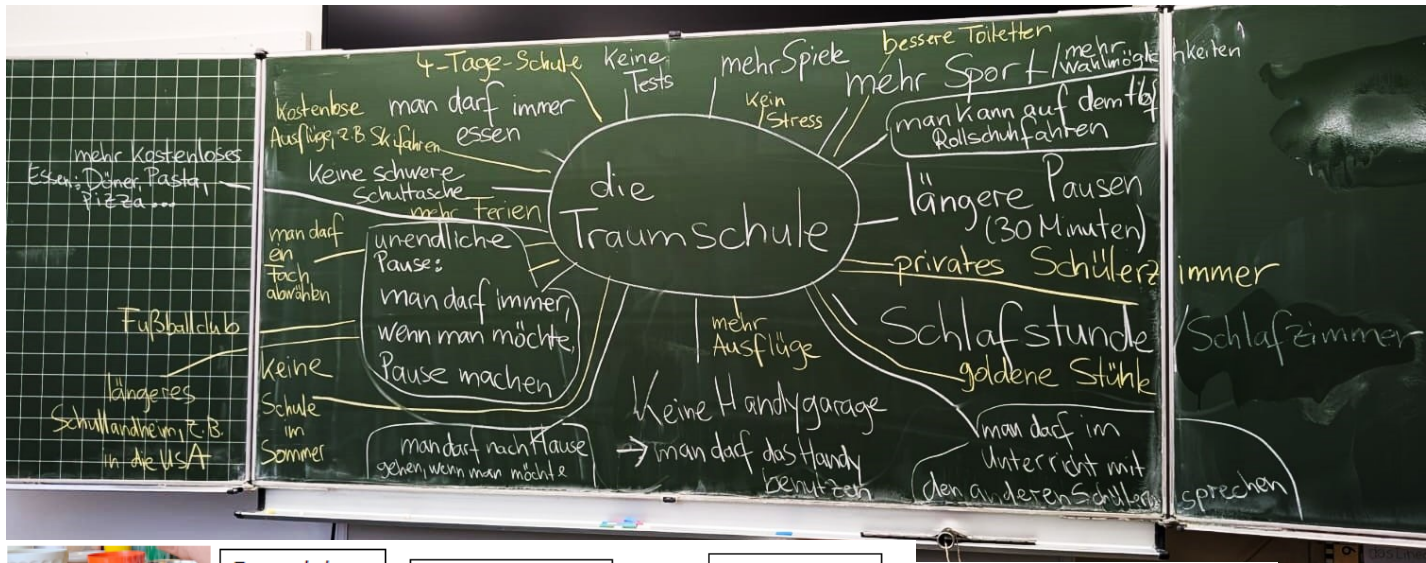 die
Traumschule
4-Tage-Schule
Keine
Tests
mehr Spiele
Kein
Stress
bessere Toiletten
mehr Sport / mehr
Wahlmöglichkeiten
man kann auf dem
Rollschuhfahren
längere Pausen
(30 Minuten)
privates Schülerzimmer
Schlafstunde / Schlafzimmer
goldene Stühle
man darf im
Unterricht mit
den anderen Schülern sprechen
mehr
Ausflüge
Keine Handygarage
→ man darf das Handy
benutzen
man darf nach Hause
gehen, wenn man möchte
Keine
Schule
im
Sommer
unendliche
Pause:
man darf immer,
wenn man möchte,
Pause machen
längeres
Schullandheim, z.B.
in die USA
Fußballclub
man darf
ein
Fach
abwählen
mehr Ferien
mehr kostenloses
Essen: Döner, Pasta,
Pizza...
Keine schwere
Schultasche
Kostenlose
Ausflüge, z.B. Skifahren
man darf immer
essen